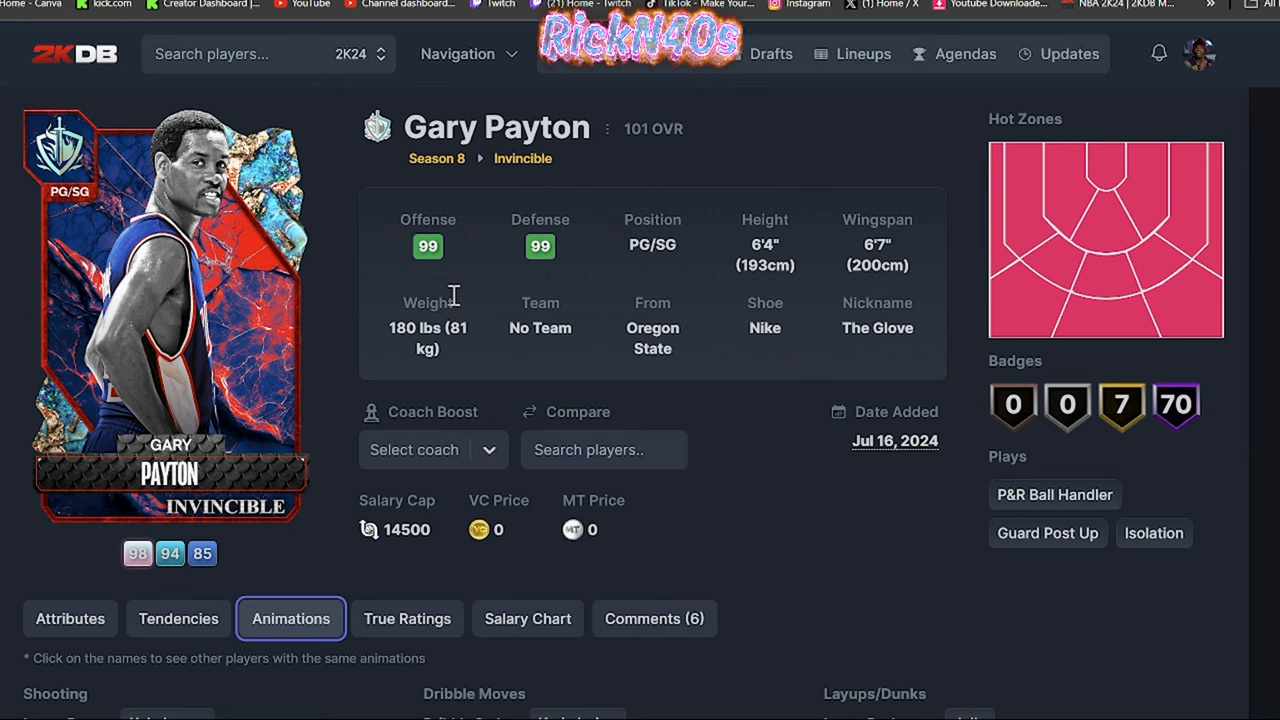 Home - Canva
kick.com
Creator Dashboard |...
YouTube
Channel dashboard...
Twitch
(21) Home - Twitch
TikTok - Make Your...
Instagram
(1) Home / X
Youtube Downloade...
NBA 2K24 | 2KDB M...
»
All
2KDB
Search players...
2K24
Navigation
RickN40s
Drafts
Lineups
Agendas
Updates
PG/SG
GARY
PAYTON
INVINCIBLE
98 94 85
Gary Payton
101 OVR
Season 8
Invincible
Offense
99
Defense
99
Position
PG/SG
Height
6'4"
(193cm)
Wingspan
6'7"
(200cm)
Weight
180 lbs (81
kg)
Team
No Team
From
Oregon
State
Shoe
Nike
Nickname
The Glove
Coach Boost
Select coach
Compare
Search players..
Date Added
Jul 16, 2024
Salary Cap
14500
VC Price
VC 0
MT Price
MT 0
Hot Zones
Badges
0 0 7 70
Plays
P&R Ball Handler
Guard Post Up
Isolation
Attributes
Tendencies
Animations
True Ratings
Salary Chart
Comments (6)
* Click on the names to see other players with the same animations
Shooting
Dribble Moves
Layups/Dunks